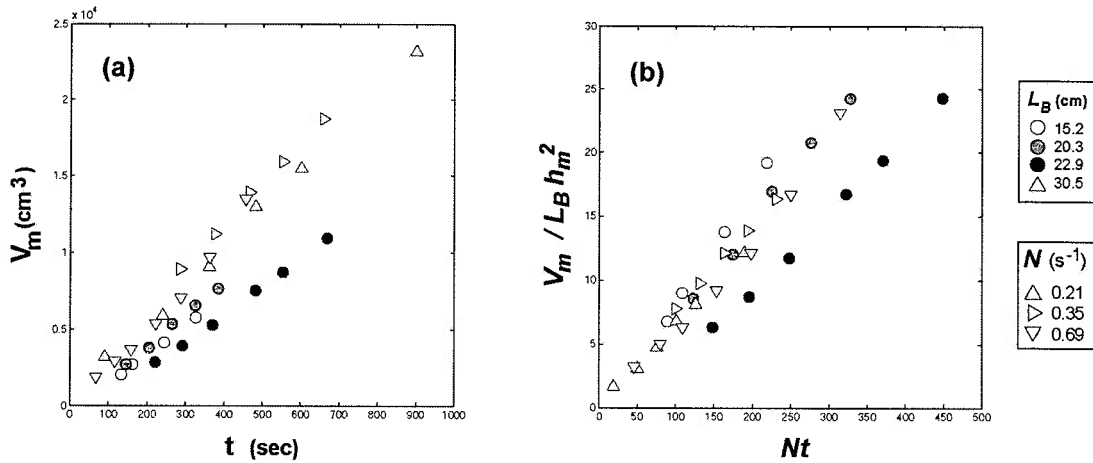 x 10⁴
2.5
2
1.5
1
0.5
0
0 100 200 300 400 500 600 700 800 900 1000
(a)
V_m (cm³)
t (sec)
30
25
20
15
10
5
0
0 50 100 150 200 250 300 350 400 450 500
(b)
V_m / L_B h_m²
Nt
L_B (cm)
15.2
20.3
22.9
30.5
N (s⁻¹)
0.21
0.35
0.69